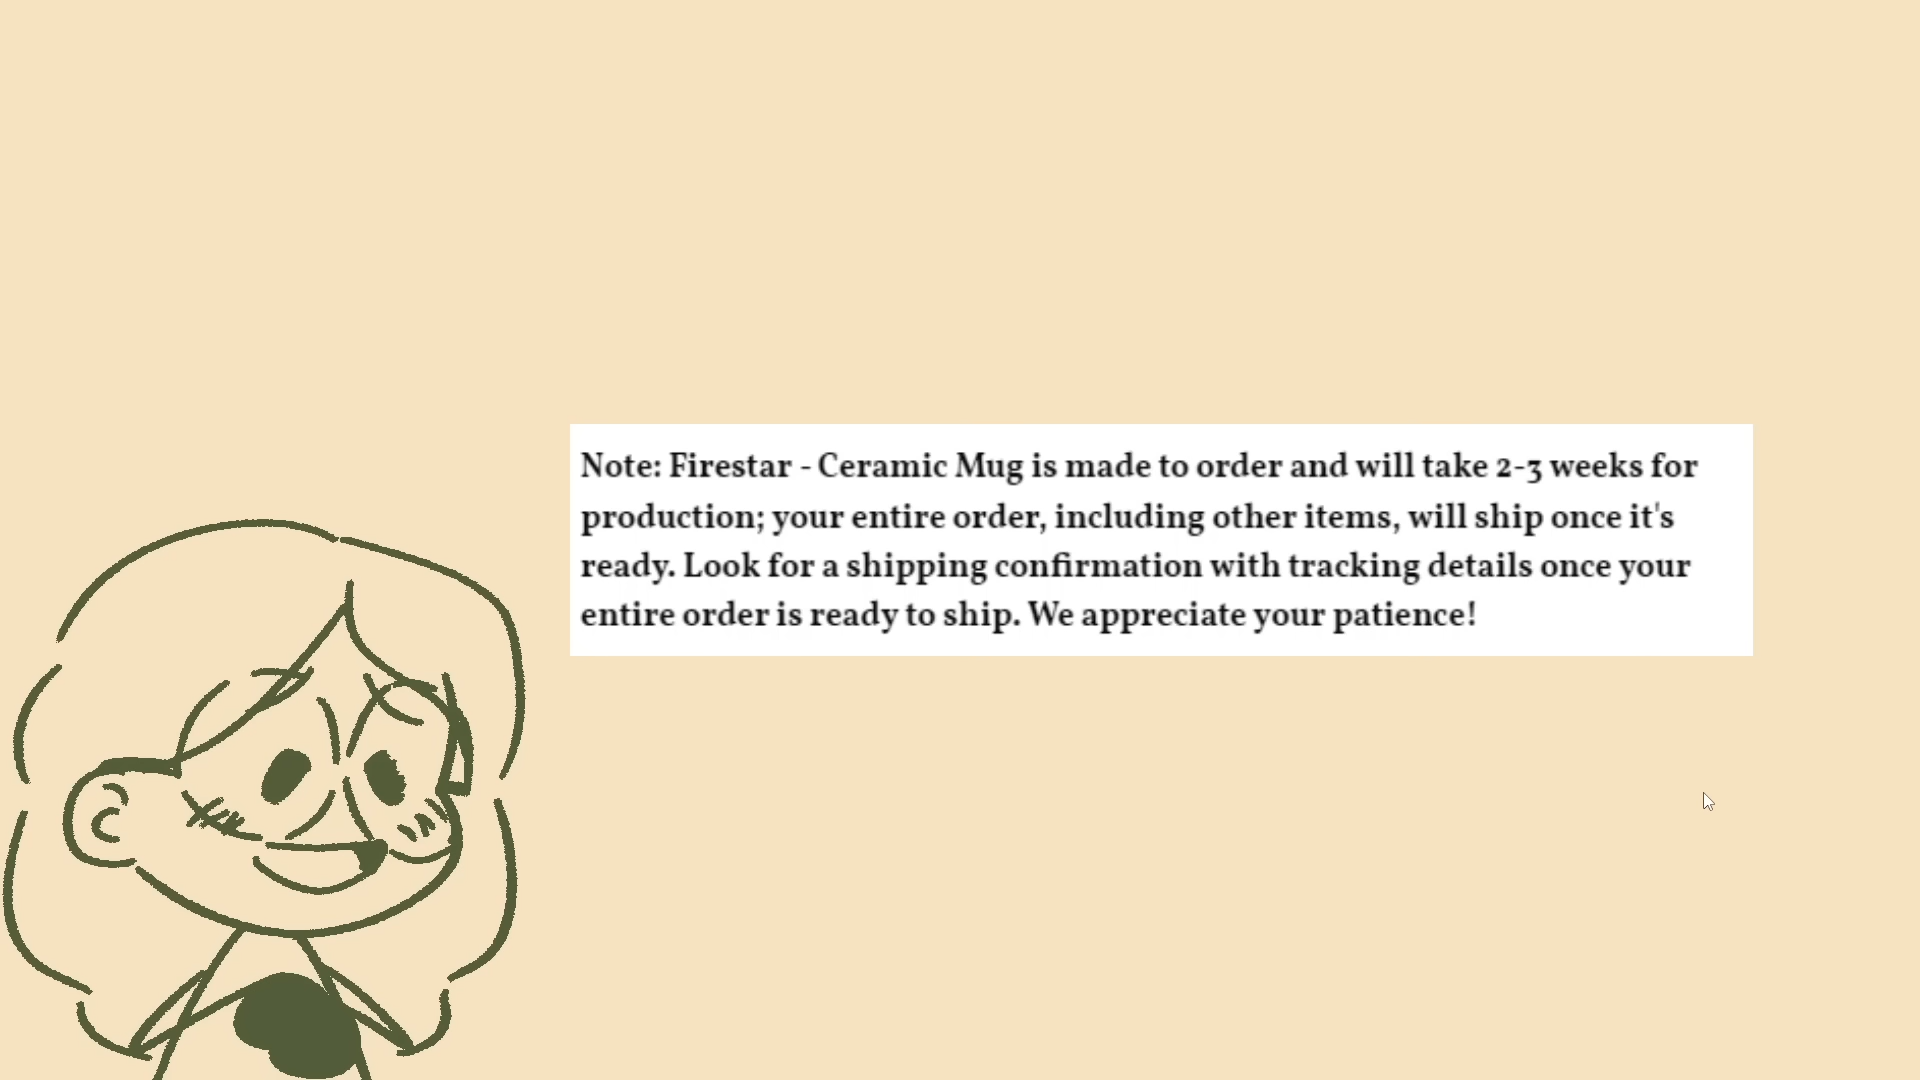 Note: Firestar - Ceramic Mug is made to order and will take 2-3 weeks for
production; your entire order, including other items, will ship once it's
ready. Look for a shipping confirmation with tracking details once your
entire order is ready to ship. We appreciate your patience!